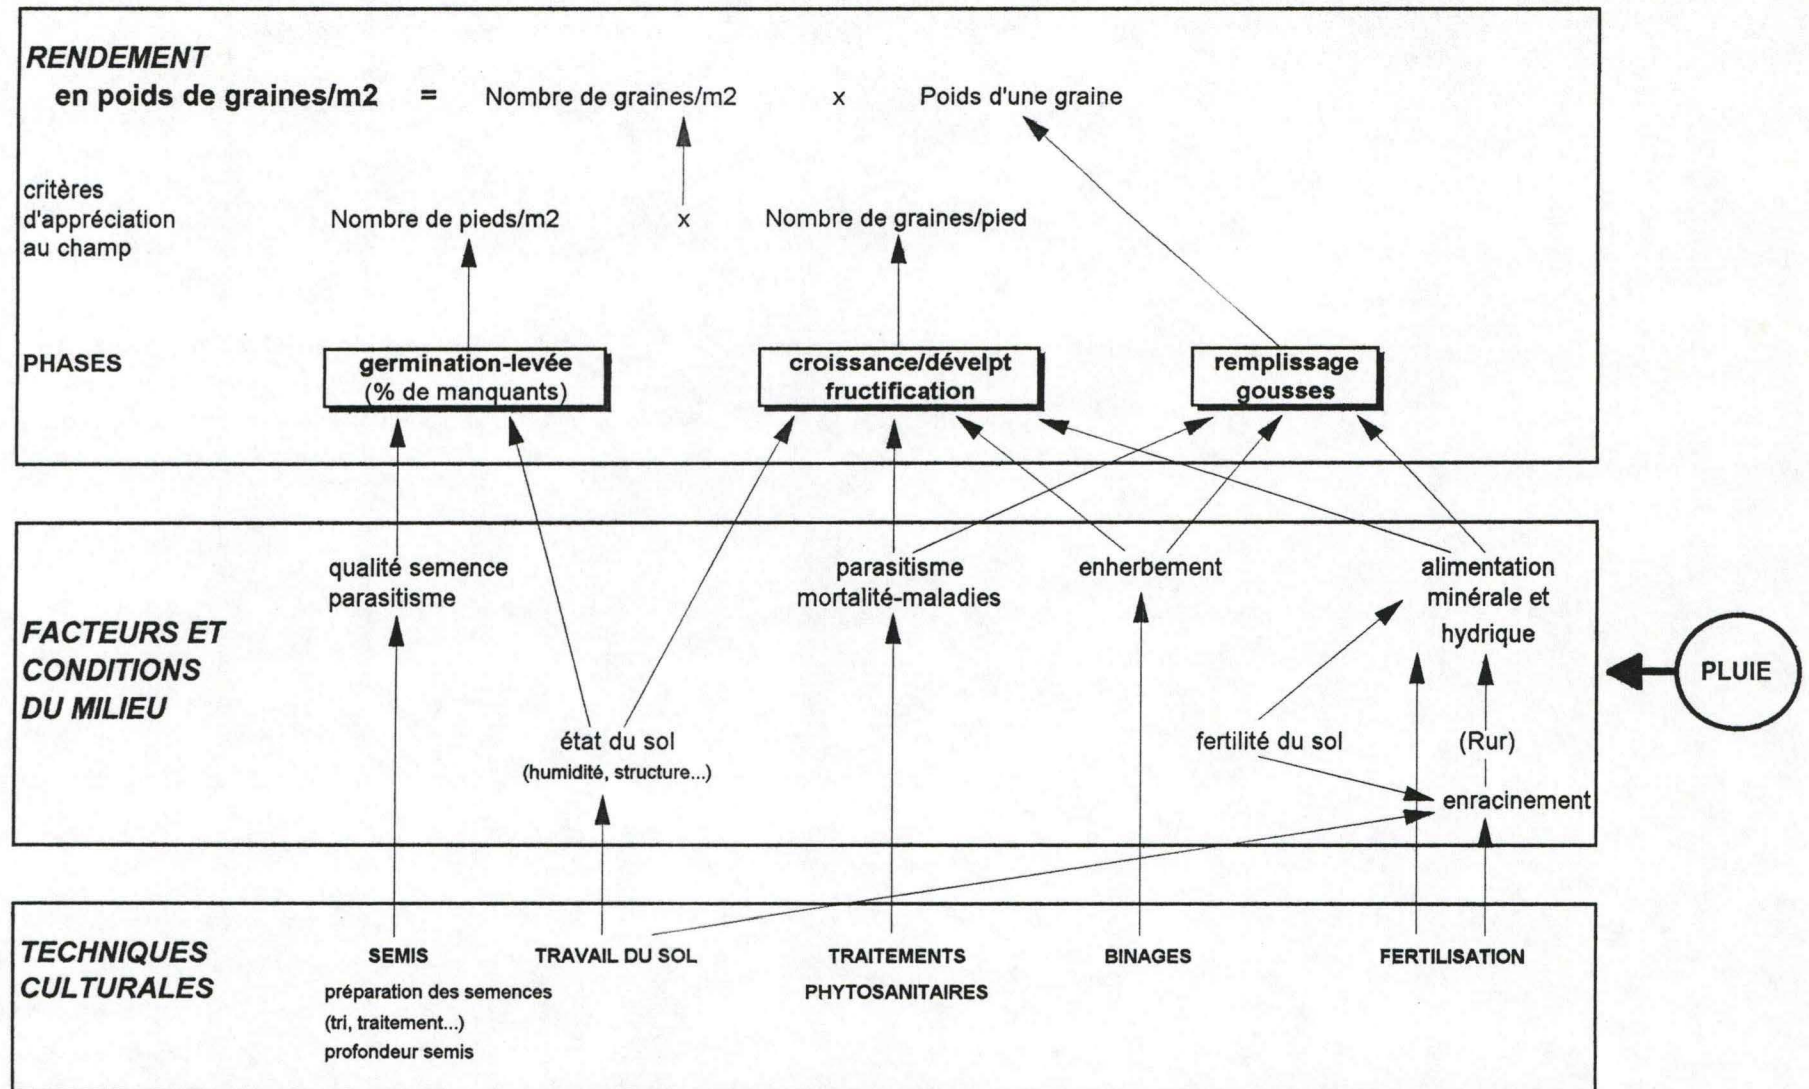 RENDEMENT
en poids de graines/m2 = Nombre de graines/m2 x Poids d'une graine
critères
d'appréciation
au champ
Nombre de pieds/m2 x Nombre de graines/pied
PHASES
germination-levée
(% de manquants)
croissance/dévelpt
fructification
remplissage
gousses
FACTEURS ET
CONDITIONS
DU MILIEU
qualité semence
parasitisme
parasitisme
mortalité-maladies
enherbement
alimentation
minérale et
hydrique
état du sol
(humidité, structure...)
fertilité du sol
(Rur)
enracinement
PLUIE
TECHNIQUES
CULTURALES
SEMIS
préparation des semences
(tri, traitement...)
profondeur semis
TRAVAIL DU SOL
TRAITEMENTS
PHYTOSANITAIRES
BINAGES
FERTILISATION